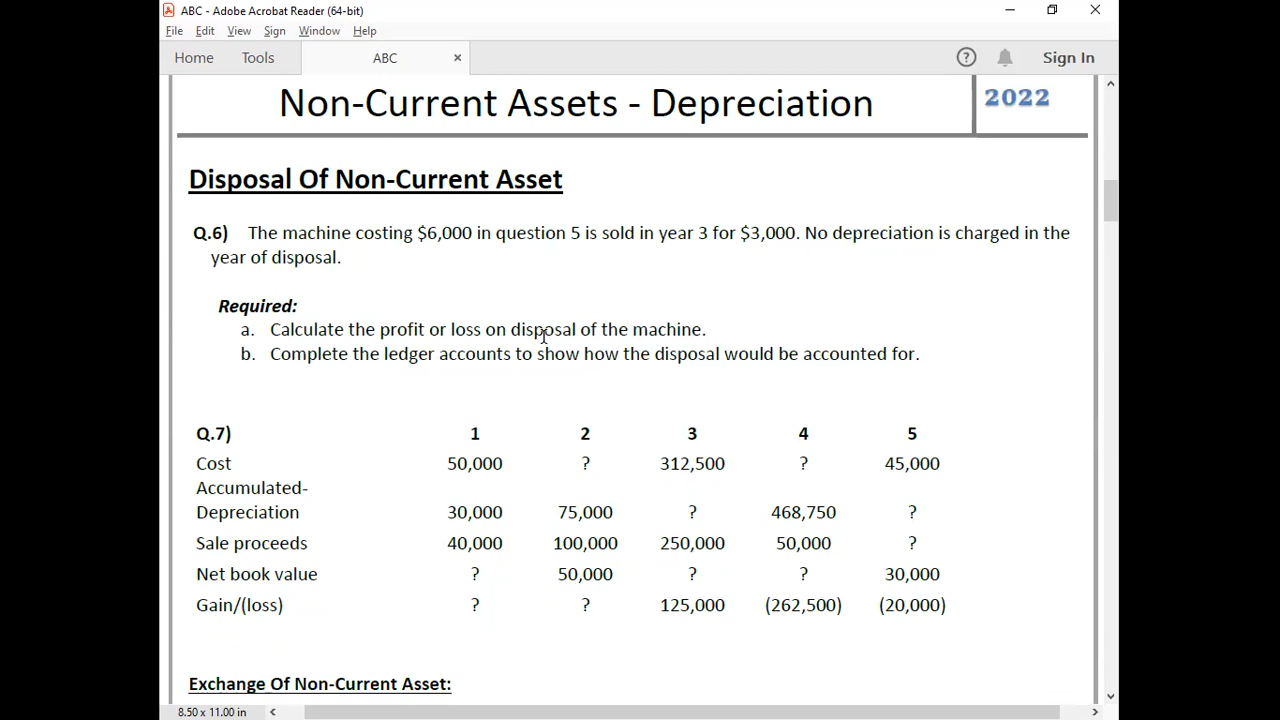 ABC - Adobe Acrobat Reader (64-bit)
File Edit View Sign Window Help
Home Tools ABC × ? Sign In
Non-Current Assets - Depreciation 2022
Disposal Of Non-Current Asset
Q.6) The machine costing $6,000 in question 5 is sold in year 3 for $3,000. No depreciation is charged in the
year of disposal.
Required:
a. Calculate the profit or loss on disposal of the machine.
b. Complete the ledger accounts to show how the disposal would be accounted for.
Q.7) 1 2 3 4 5
Cost 50,000 ? 312,500 ? 45,000
Accumulated-
Depreciation 30,000 75,000 ? 468,750 ?
Sale proceeds 40,000 100,000 250,000 50,000 ?
Net book value ? 50,000 ? ? 30,000
Gain/(loss) ? ? 125,000 (262,500) (20,000)
Exchange Of Non-Current Asset:
8.50 x 11.00 in